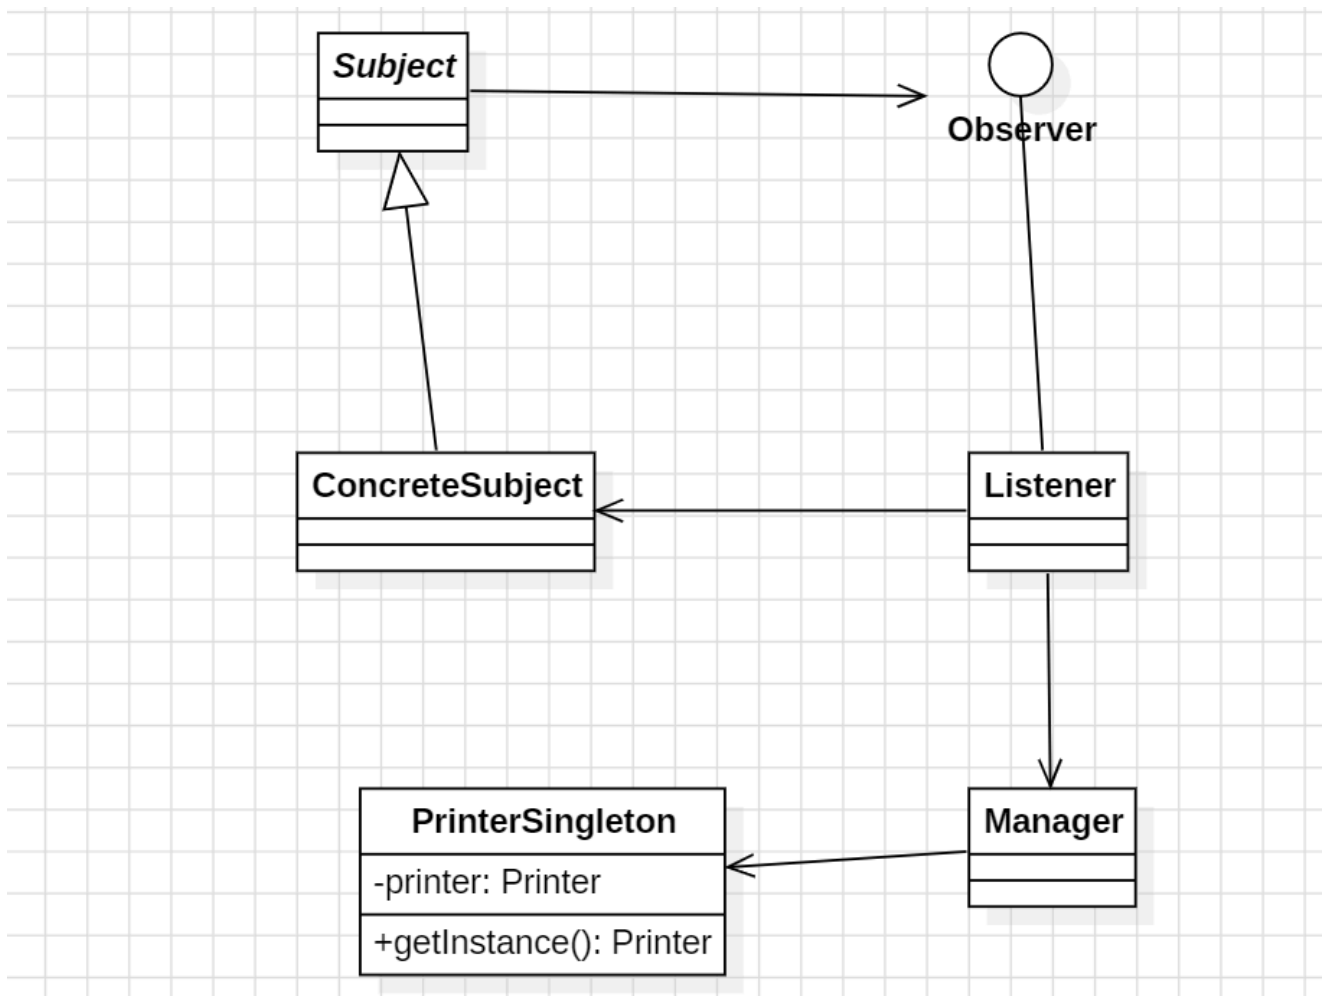 Subject
Observer
ConcreteSubject
Listener
PrinterSingleton
-printer: Printer
+getInstance(): Printer
Manager